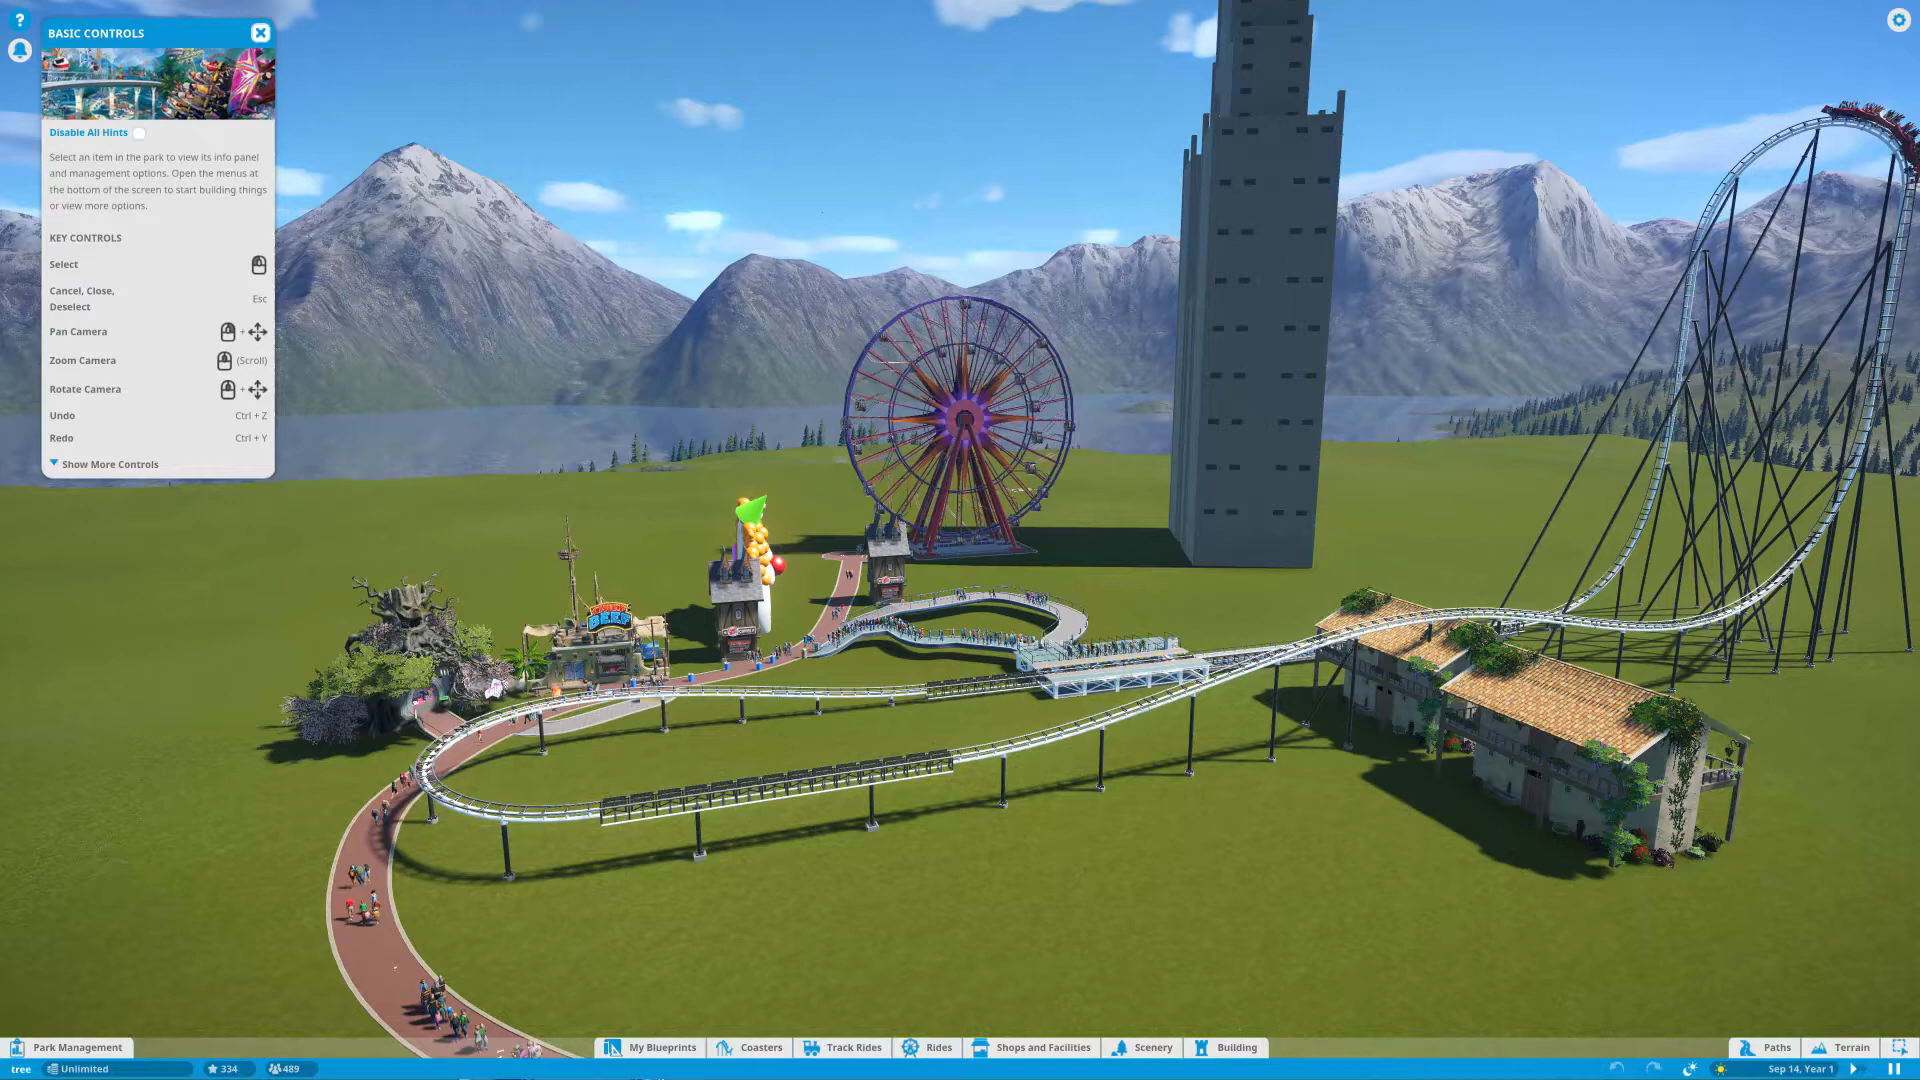 ?
BASIC CONTROLS
Disable All Hints
Select an item in the park to view its info panel
and management options. Open the menus at
the bottom of the screen to start building things
or view more options.
KEY CONTROLS
Select
Cancel, Close,
Deselect
Esc
Pan Camera
+
Zoom Camera
(Scroll)
Rotate Camera
+
Undo
Ctrl + Z
Redo
Ctrl + Y
Show More Controls
BEEF
Park Management
My Blueprints
Coasters
Track Rides
Rides
Shops and Facilities
Scenery
Building
Paths
Terrain
tree
Unlimited
334
489
Sep 14, Year 1